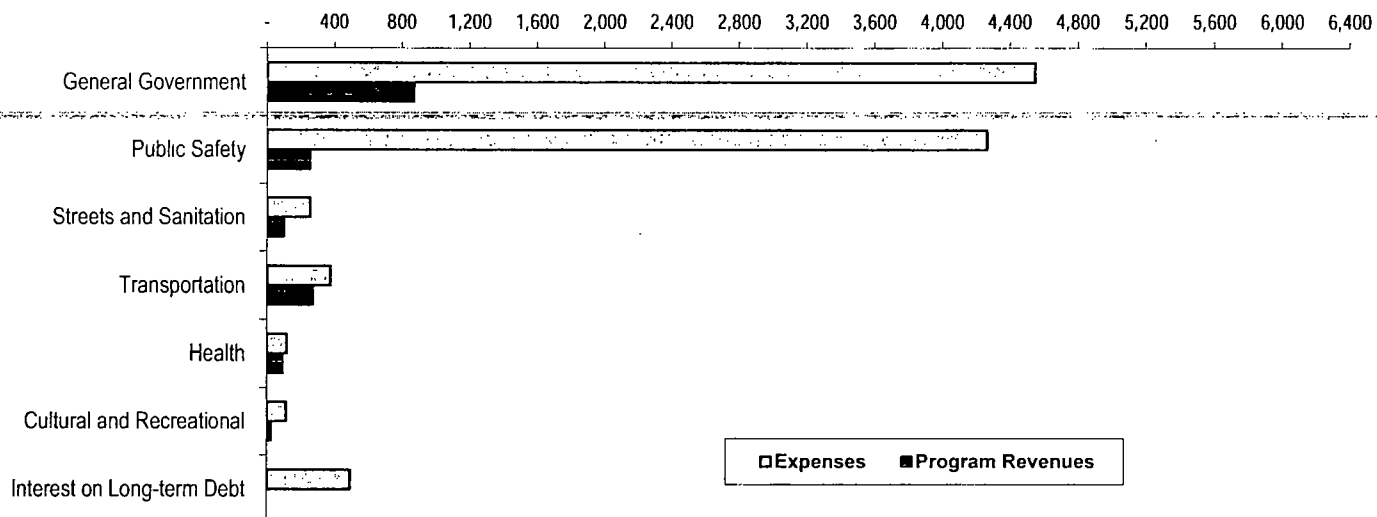 - 400 800 1,200 1,600 2,000 2,400 2,800 3,200 3,600 4,000 4,400 4,800 5,200 5,600 6,000 6,400
General Government
Public Safety
Streets and Sanitation
Transportation
Health
Cultural and Recreational
Expenses Program Revenues
Interest on Long-term Debt